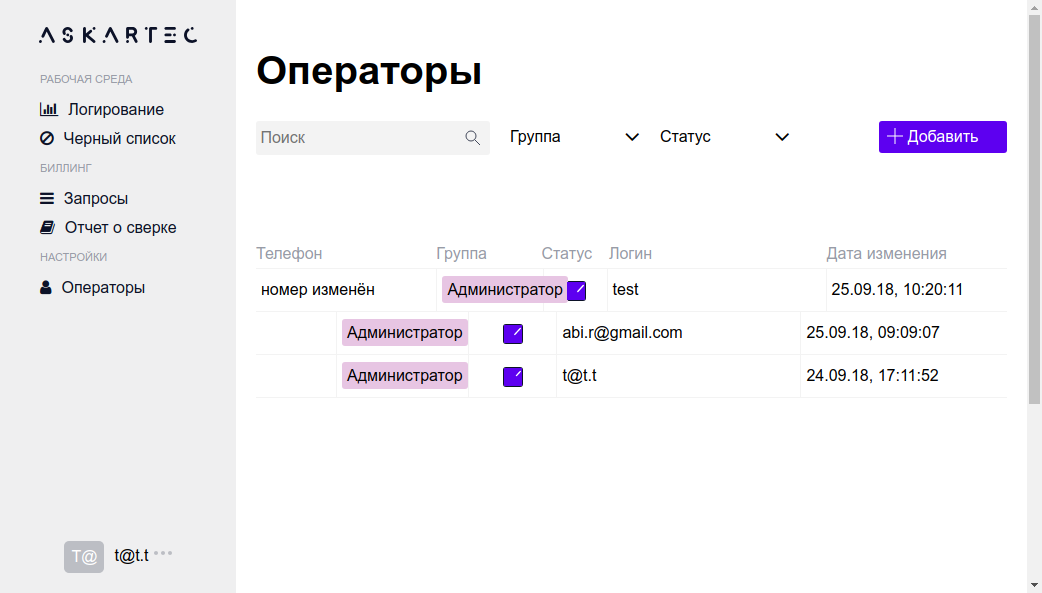 ASKARTEC
РАБОЧАЯ СРЕДА
Логирование
Черный список
БИЛЛИНГ
Запросы
Отчет о сверке
НАСТРОЙКИ
Операторы
T@ t@t.t
Операторы
Поиск Группа Статус Добавить
Телефон Группа Статус Логин Дата изменения
номер изменён Администратор test 25.09.18, 10:20:11
Администратор abi.r@gmail.com 25.09.18, 09:09:07
Администратор t@t.t 24.09.18, 17:11:52